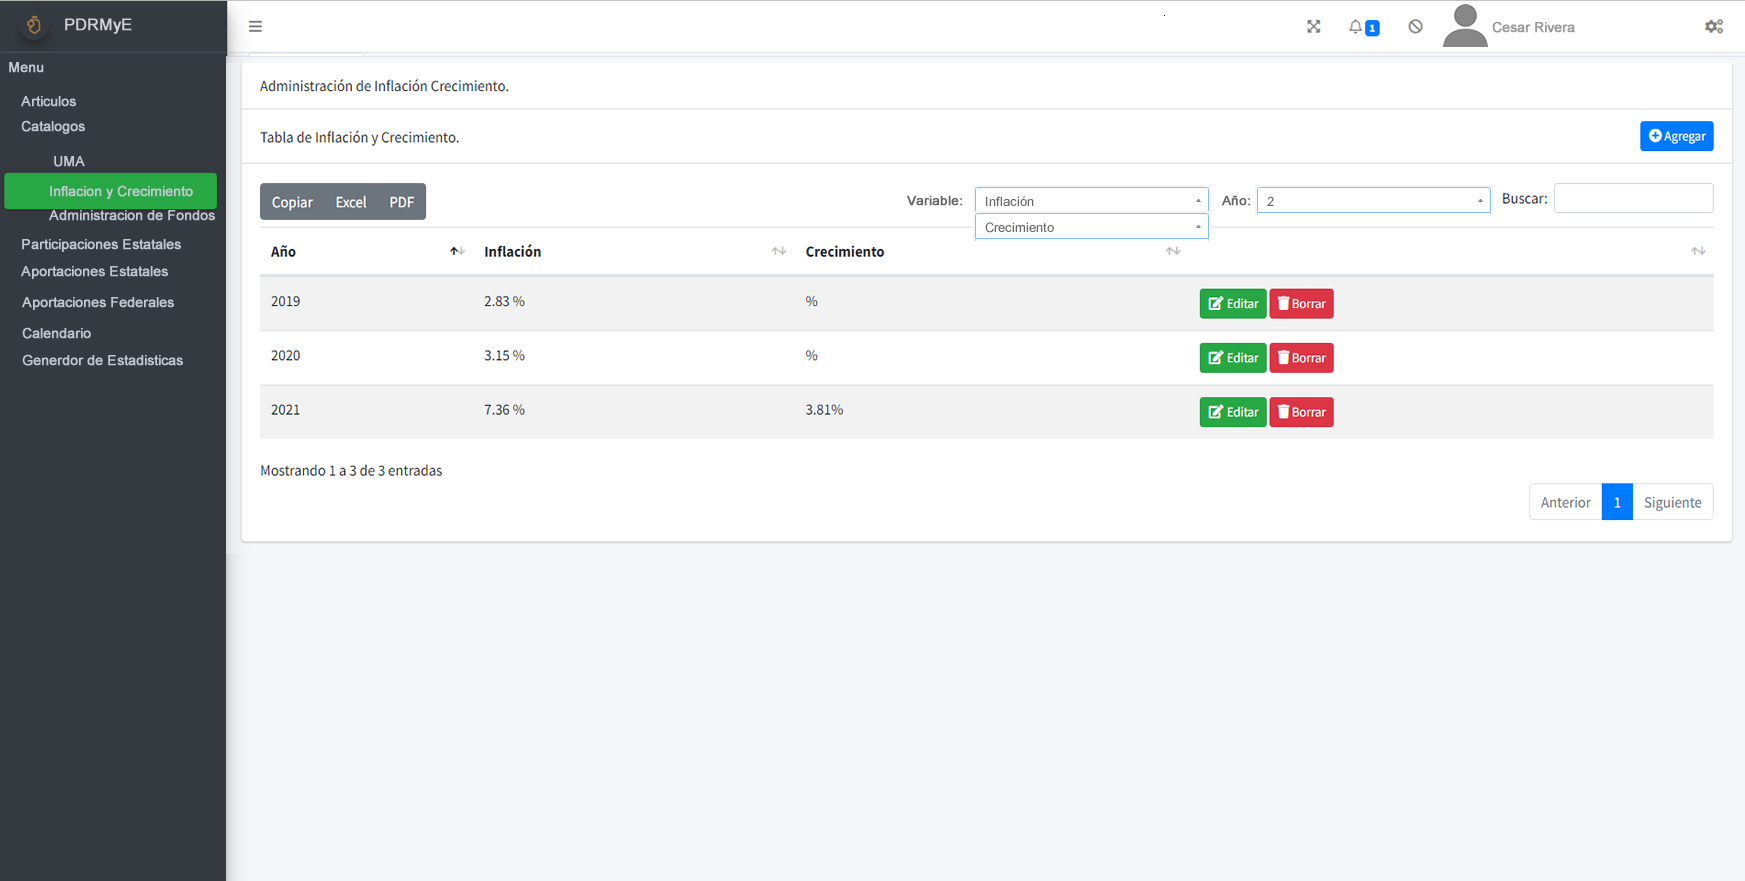 PDRMyE
1
Cesar Rivera
Menu
Articulos
Catalogos
UMA
Inflacion y Crecimiento
Administracion de Fondos
Participaciones Estatales
Aportaciones Estatales
Aportaciones Federales
Calendario
Generdor de Estadisticas
Administración de Inflación Crecimiento.
Tabla de Inflación y Crecimiento.
Agregar
Copiar Excel PDF
Variable: Inflación Año: 2 Buscar:
Crecimiento
Año Inflación Crecimiento
2019 2.83 % % Editar Borrar
2020 3.15 % % Editar Borrar
2021 7.36 % 3.81% Editar Borrar
Mostrando 1 a 3 de 3 entradas
Anterior 1 Siguiente